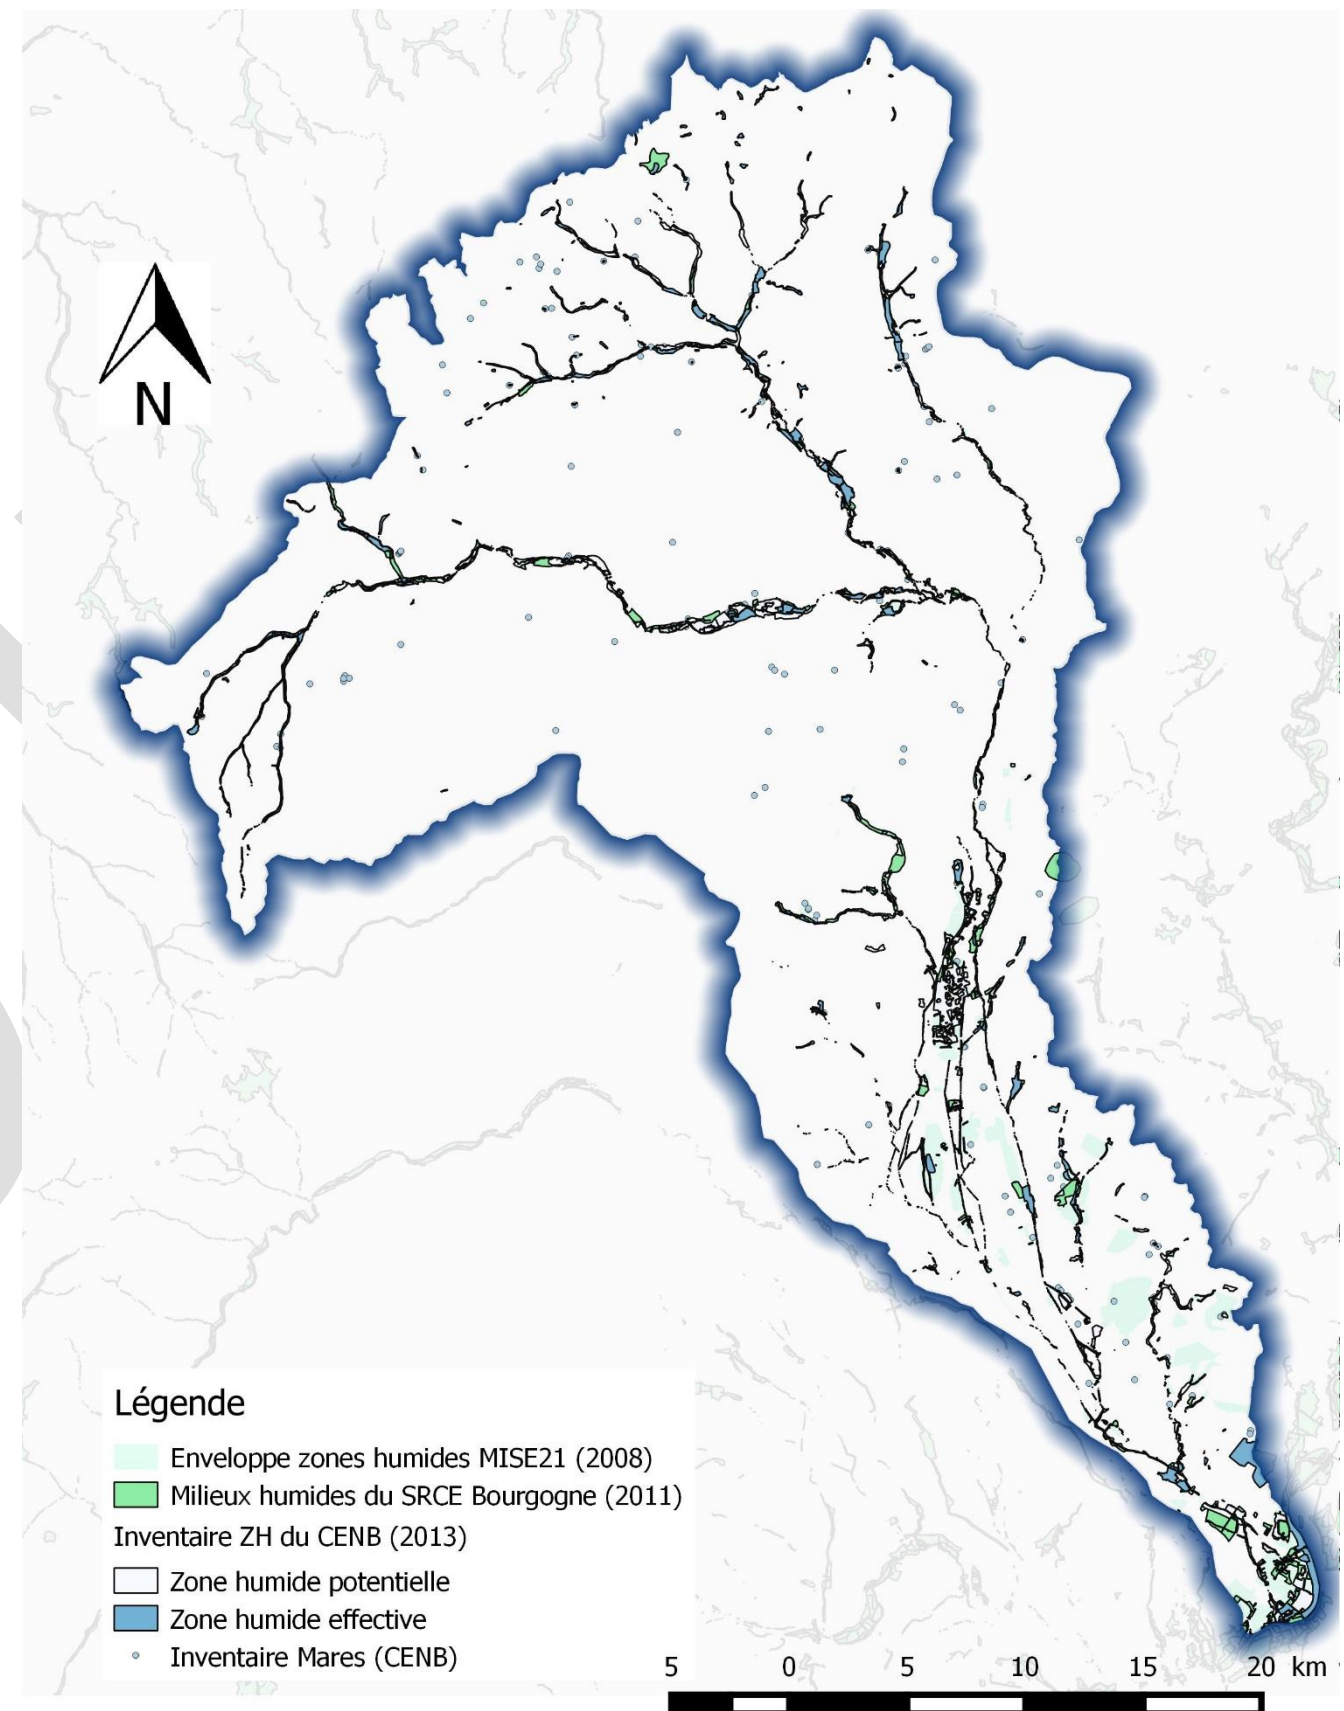 N
Légende
Enveloppe zones humides MISE21 (2008)
Milieux humides du SRCE Bourgogne (2011)
Inventaire ZH du CENB (2013)
Zone humide potentielle
Zone humide effective
Inventaire Mares (CENB)
5 0 5 10 15 20 km